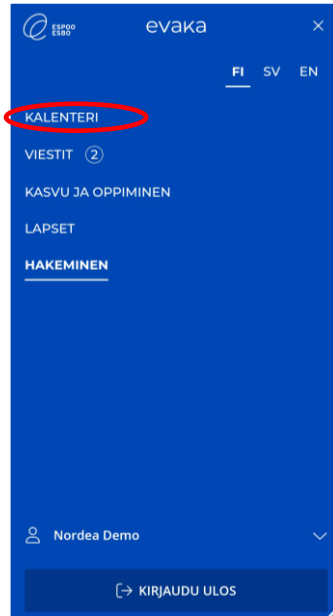 ESPOO
ESBO
evaka
FI SV EN
KALENTERI
VIESTIT 2
KASVU JA OPPIMINEN
LAPSET
HAKEMINEN
Nordea Demo
KIRJAUDU ULOS